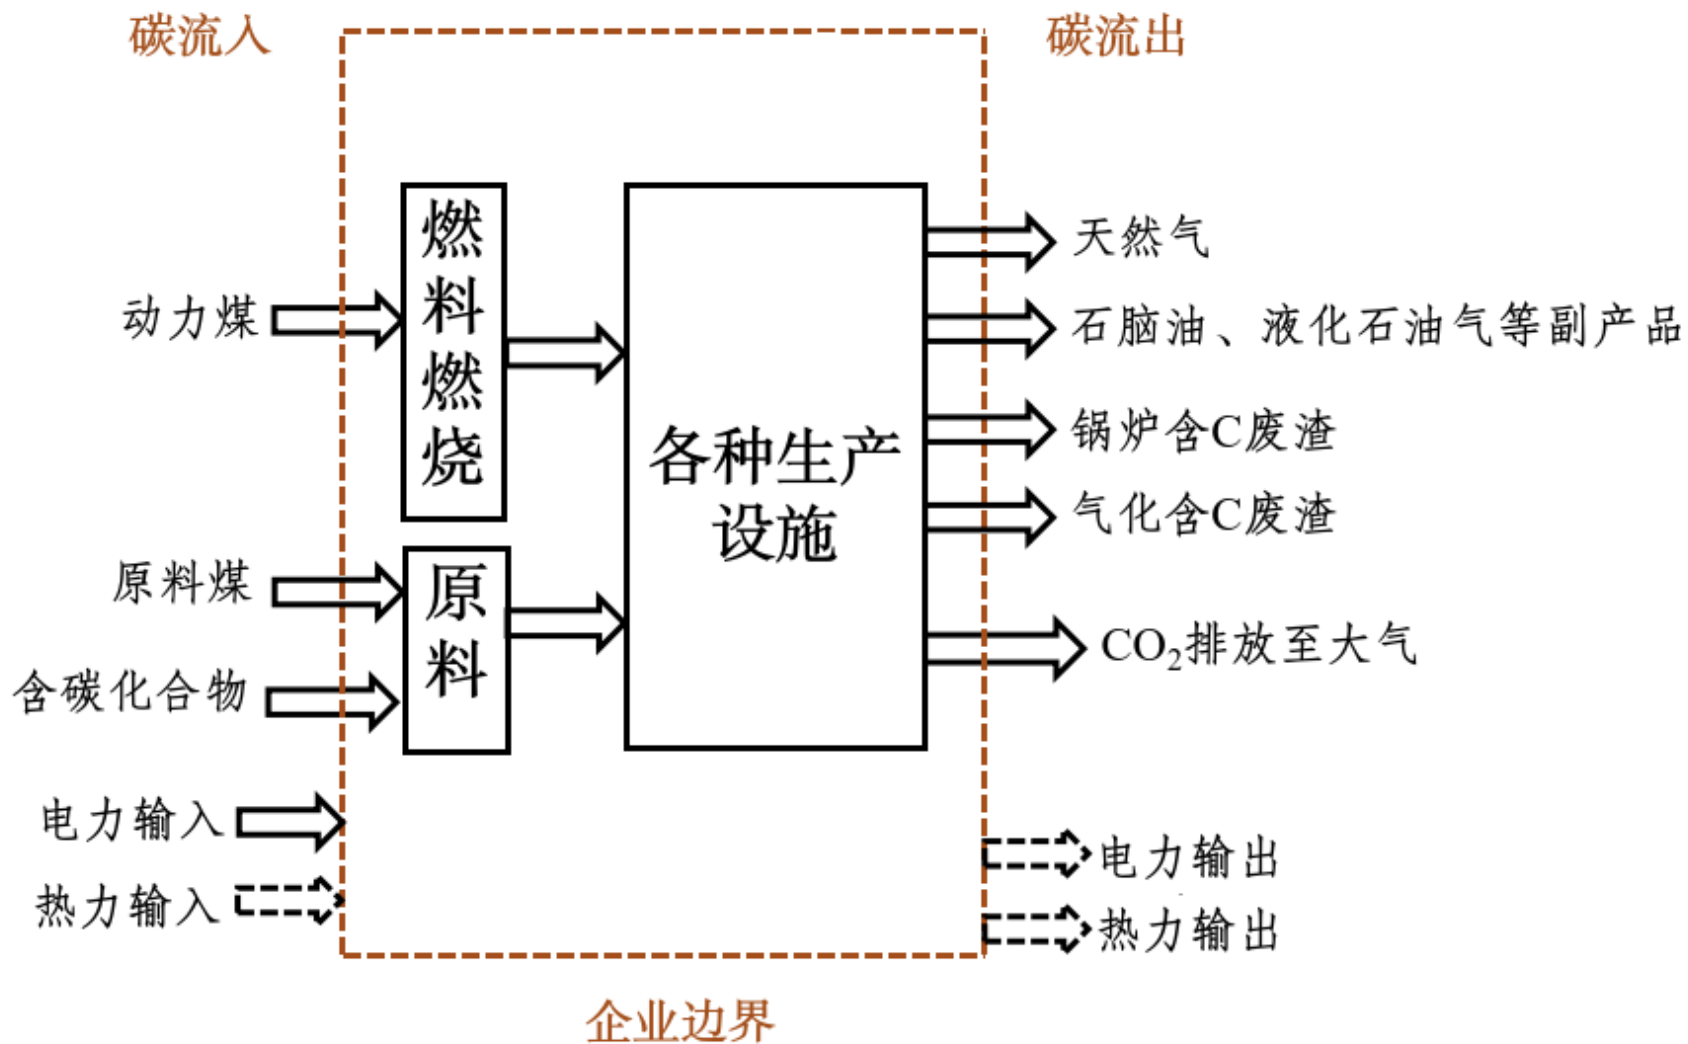 碳流入
碳流出
燃料燃烧
天然气
动力煤
石脑油、液化石油气等副产品
锅炉含C废渣
各种生产
设施
气化含C废渣
原料煤
原料
含碳化合物
CO₂排放至大气
电力输入
电力输出
热力输入
热力输出
企业边界